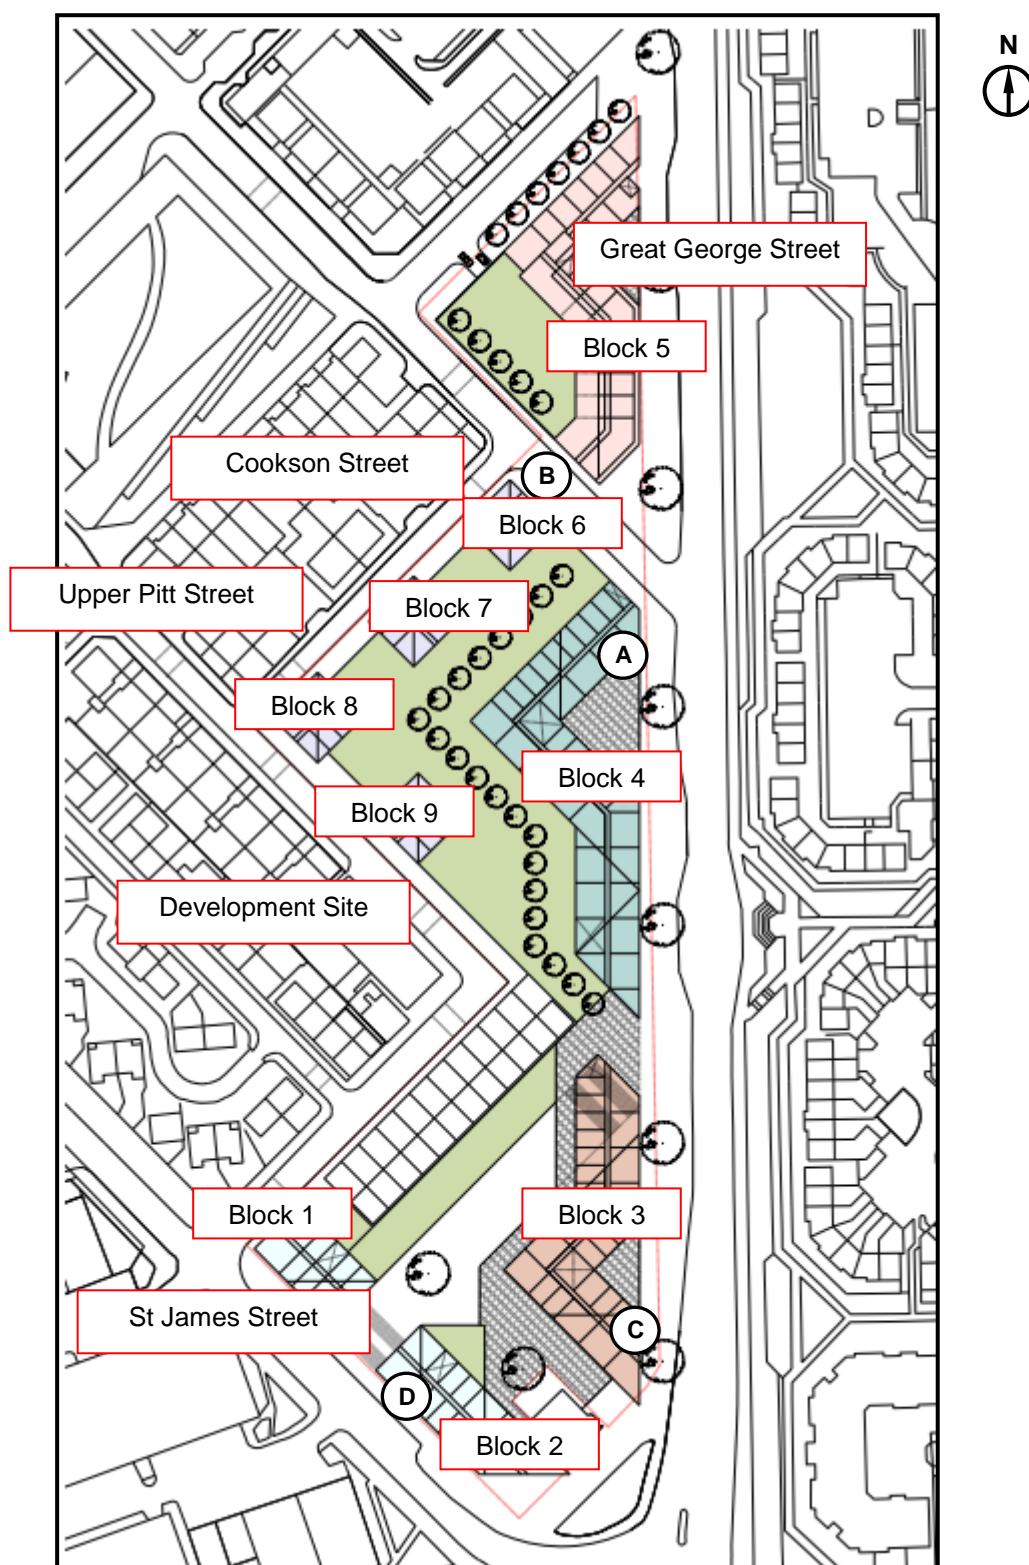 N
Great George Street
Block 5
Cookson Street
B
Block 6
Upper Pitt Street
Block 7
A
Block 8
Block 4
Block 9
Development Site
Block 1
Block 3
St James Street
C
D
Block 2